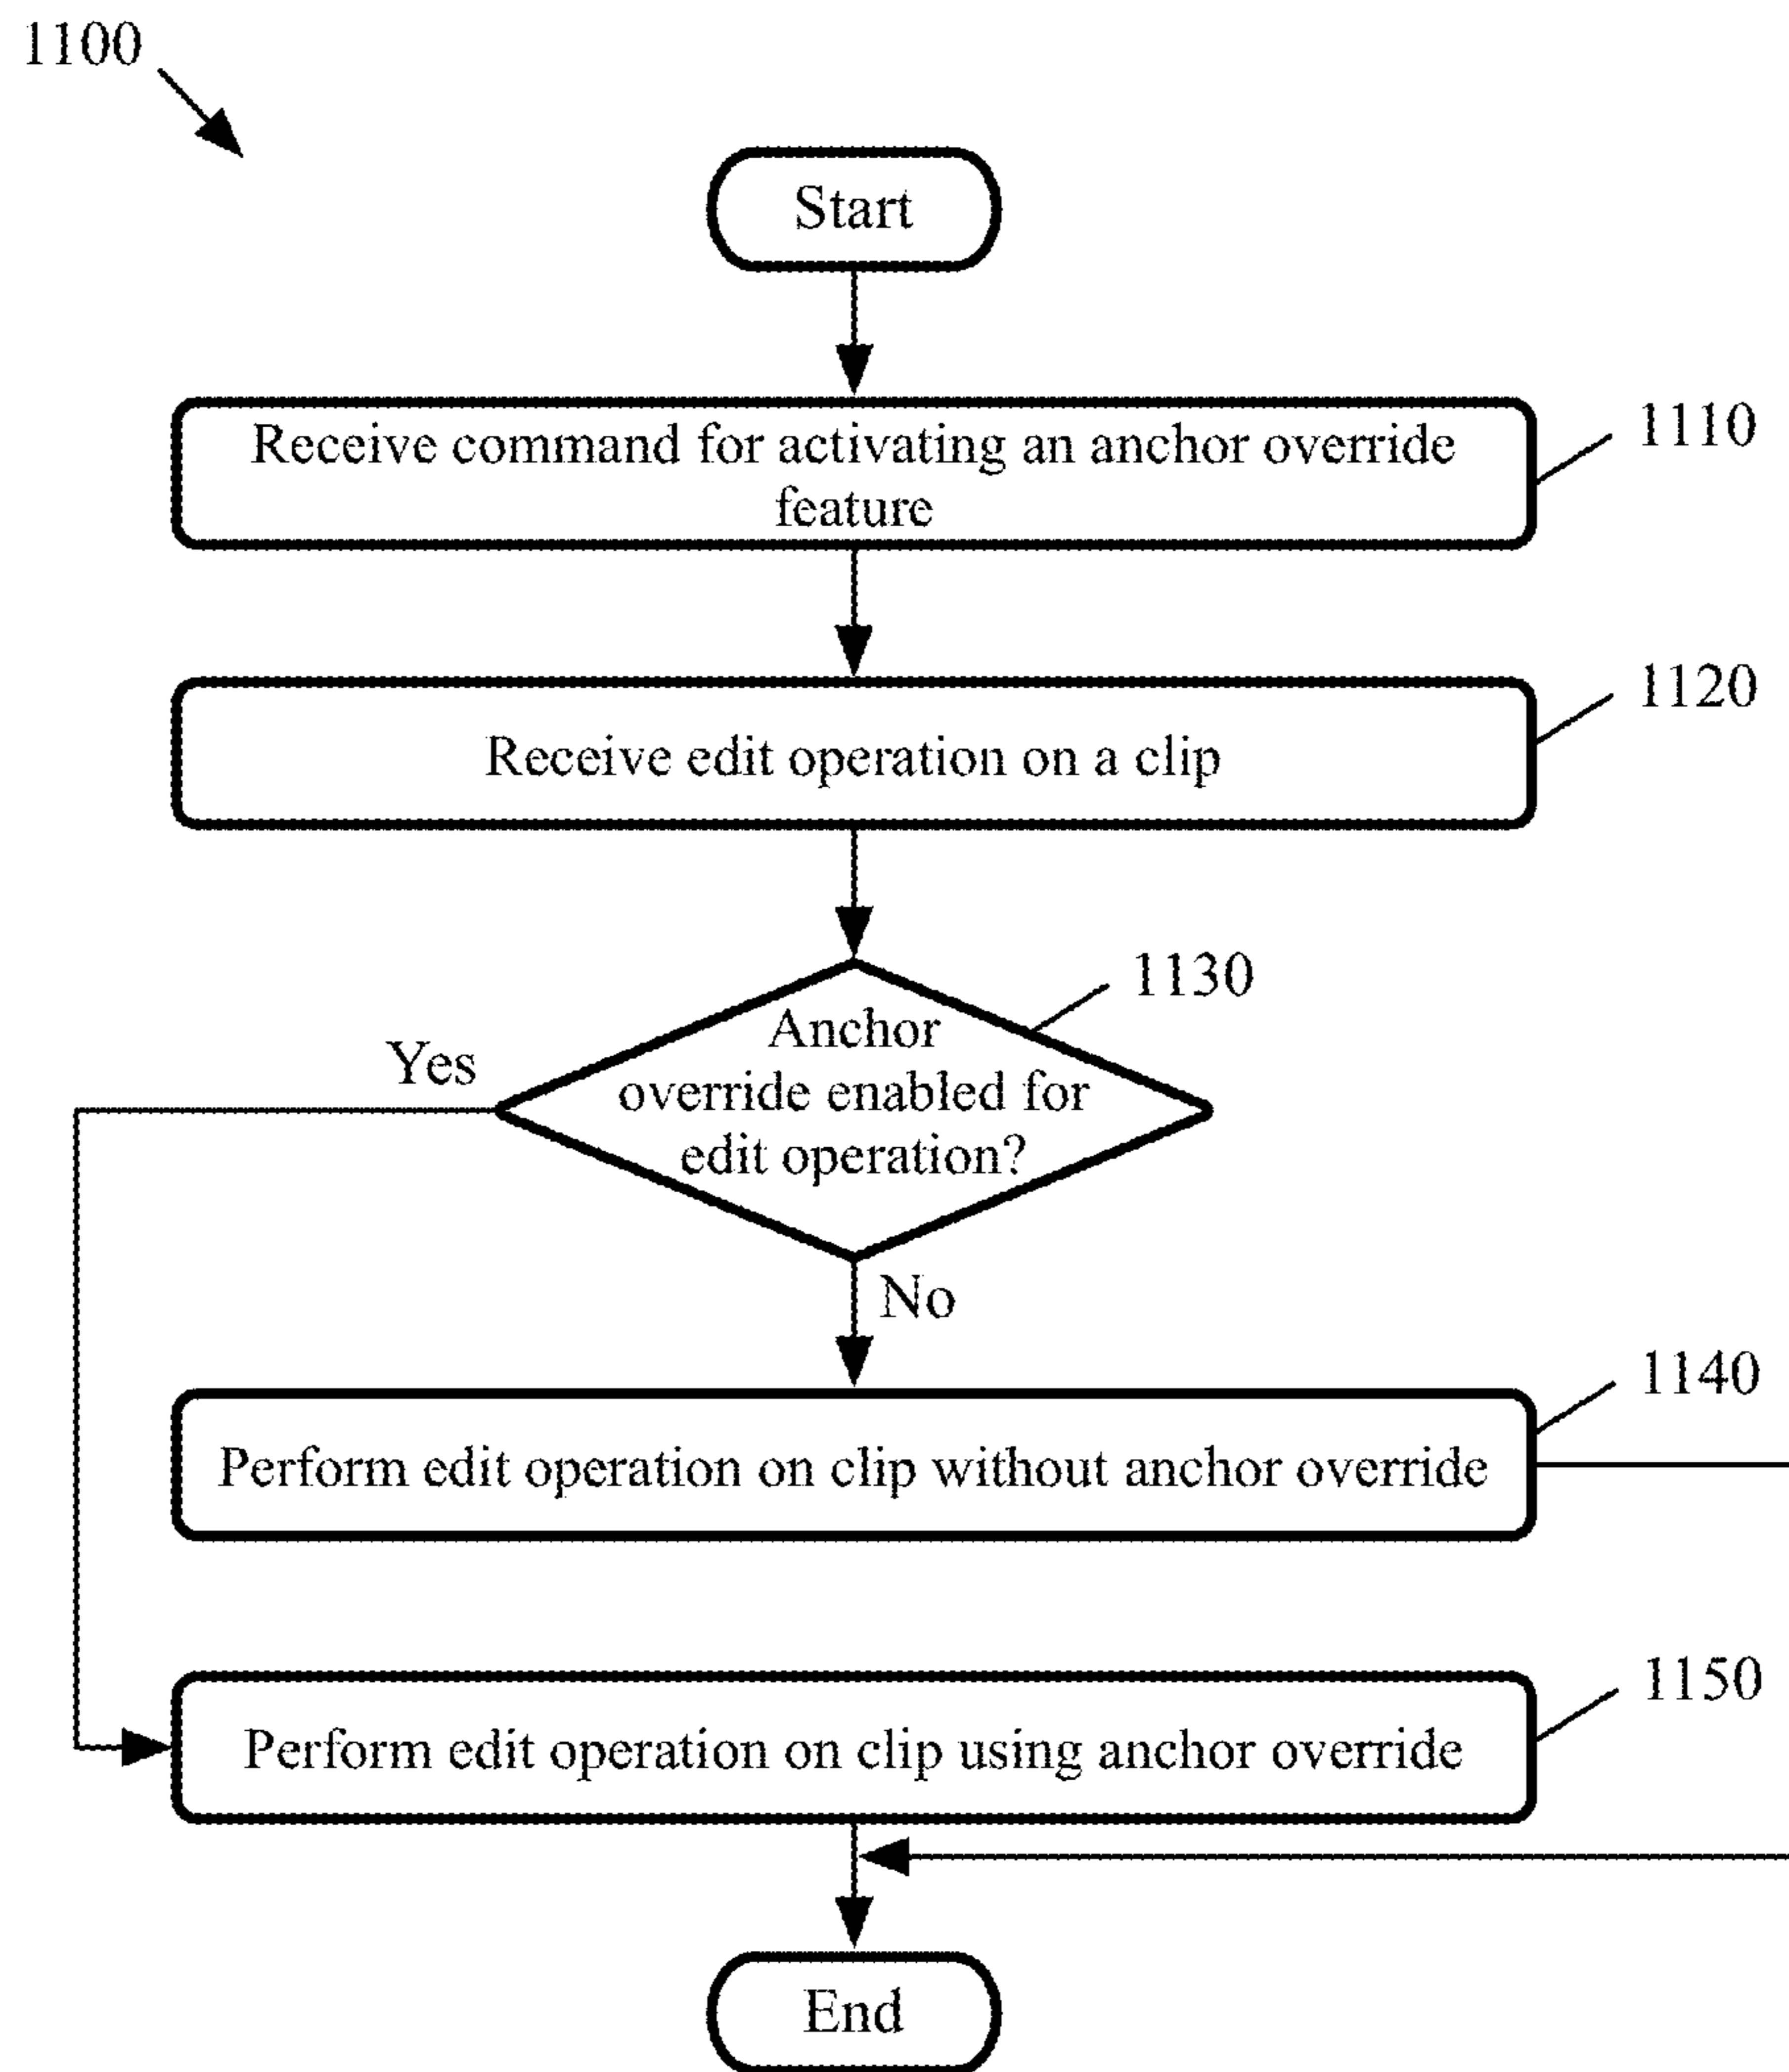 1100
Start
Receive command for activating an anchor override
feature
1110
Receive edit operation on a clip
1120
1130
Anchor
override enabled for
edit operation?
Yes
No
Perform edit operation on clip without anchor override
1140
Perform edit operation on clip using anchor override
1150
End